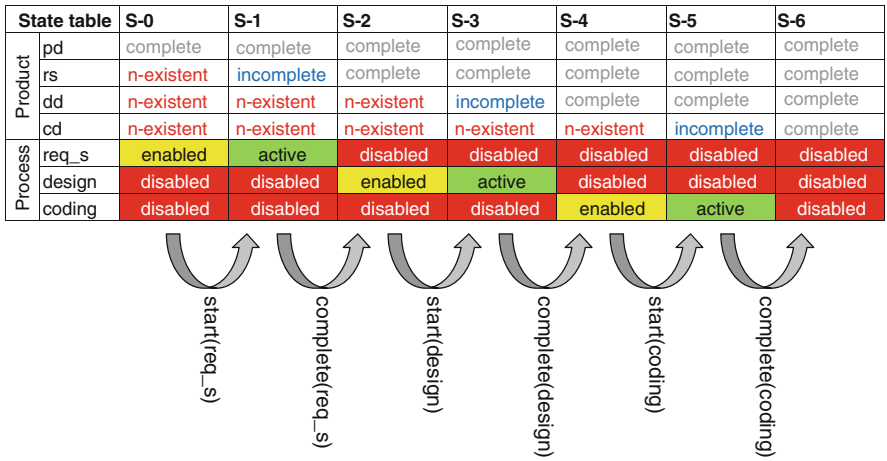 State table S-0 S-1 S-2 S-3 S-4 S-5 S-6
Product
pd complete complete complete complete complete complete complete
rs n-existent incomplete complete complete complete complete complete
dd n-existent n-existent n-existent incomplete complete complete complete
cd n-existent n-existent n-existent n-existent n-existent incomplete complete
Process
req_s enabled active disabled disabled disabled disabled disabled
design disabled disabled enabled active disabled disabled disabled
coding disabled disabled disabled disabled enabled active disabled
start(req_s)
complete(req_s)
start(design)
complete(design)
start(coding)
complete(coding)